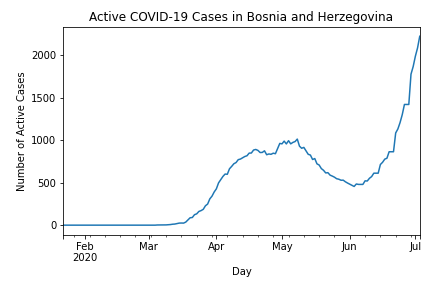 Active COVID-19 Cases in Bosnia and Herzegovina
Number of Active Cases
2000
1500
1000
500
0
Feb Mar Apr May Jun Jul
2020
Day